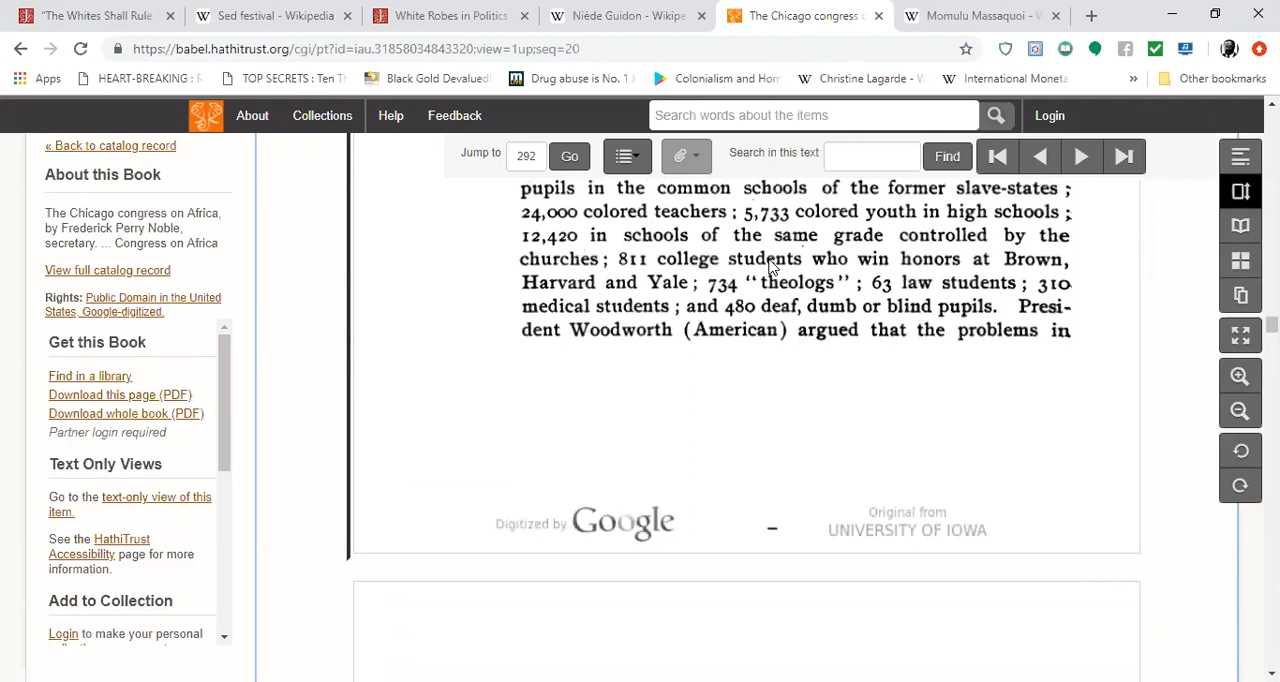 "The Whites Shall Rule
Sed festival - Wikipedia
White Robes in Politics
Niède Guidon - Wikipe
The Chicago congress o
Momulu Massaquoi - W
https://babel.hathitrust.org/cgi/pt?id=iau.31858034843320;view=1up;seq=20
Apps
HEART-BREAKING : R
TOP SECRETS : Ten Th
Black Gold Devalued
Drug abuse is No. 1
Colonialism and Hom
Christine Lagarde - W
International Moneta
»
Other bookmarks
About
Collections
Help
Feedback
Search words about the items
Login
« Back to catalog record
About this Book
The Chicago congress on Africa,
by Frederick Perry Noble,
secretary. ... Congress on Africa
View full catalog record
Rights: Public Domain in the
United States, Google-digitized.
Get this Book
Find in a library
Download this page (PDF)
Download whole book (PDF)
Partner login required
Text Only Views
Go to the text-only view of this
item.
See the HathiTrust
Accessibility page for more
information.
Add to Collection
Login to make your personal
Jump to 292 Go
Search in this text Find
pupils in the common schools of the former slave-states ;
24,000 colored teachers ; 5,733 colored youth in high schools ;
12,420 in schools of the same grade controlled by the
churches ; 811 college students who win honors at Brown,
Harvard and Yale ; 734 “theologs” ; 63 law students ; 310
medical students ; and 480 deaf, dumb or blind pupils. Presi-
dent Woodworth (American) argued that the problems in
Digitized by Google
Original from
UNIVERSITY OF IOWA